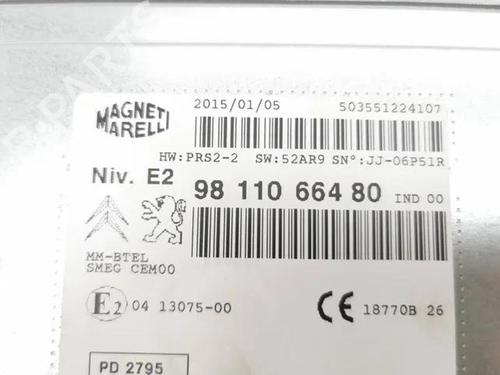 MAGNETI MARELLI
2015/01/05 503551224107
HW:PRS2-2 SW:52AR9 SN°:JJ-06P51R
Niv. E2 98 110 664 80 IND 00
MM-BTEL
SMEG CEM00
E2 04 13075-00 CE 18770B 26
PD 2795